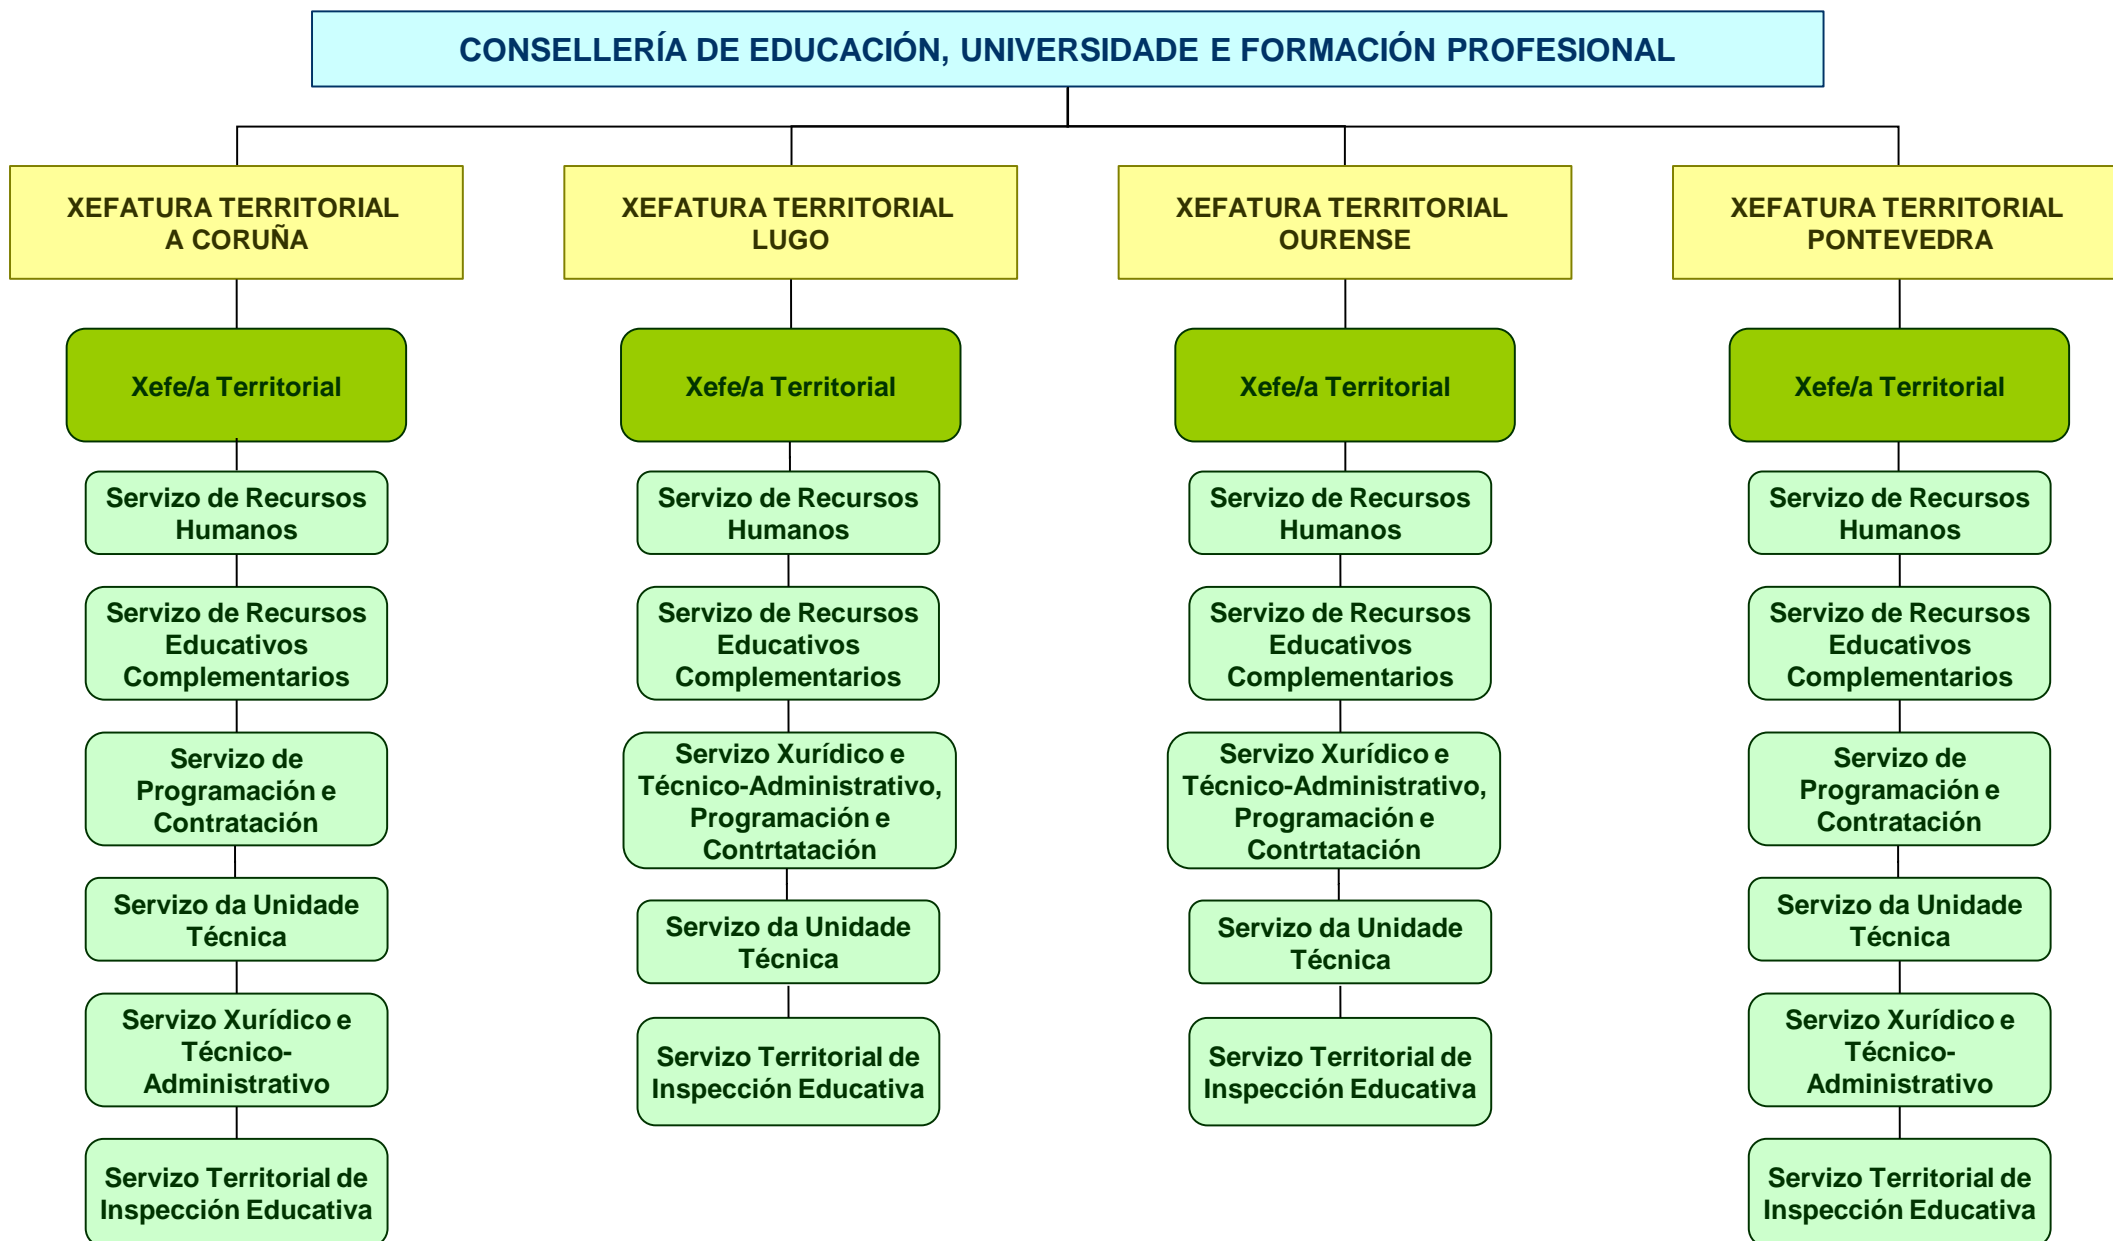 CONSELLERÍA DE EDUCACIÓN, UNIVERSIDADE E FORMACIÓN PROFESIONAL
XEFATURA TERRITORIAL
A CORUÑA
Xefe/a Territorial
Servizo de Recursos
Humanos
Servizo de Recursos
Educativos
Complementarios
Servizo de
Programación e
Contratación
Servizo da Unidade
Técnica
Servizo Xurídico e
Técnico-
Administrativo
Servizo Territorial de
Inspección Educativa
XEFATURA TERRITORIAL
LUGO
Xefe/a Territorial
Servizo de Recursos
Humanos
Servizo de Recursos
Educativos
Complementarios
Servizo Xurídico e
Técnico-Administrativo,
Programación e
Contrtatación
Servizo da Unidade
Técnica
Servizo Territorial de
Inspección Educativa
XEFATURA TERRITORIAL
OURENSE
Xefe/a Territorial
Servizo de Recursos
Humanos
Servizo de Recursos
Educativos
Complementarios
Servizo Xurídico e
Técnico-Administrativo,
Programación e
Contrtatación
Servizo da Unidade
Técnica
Servizo Territorial de
Inspección Educativa
XEFATURA TERRITORIAL
PONTEVEDRA
Xefe/a Territorial
Servizo de Recursos
Humanos
Servizo de Recursos
Educativos
Complementarios
Servizo de
Programación e
Contratación
Servizo da Unidade
Técnica
Servizo Xurídico e
Técnico-
Administrativo
Servizo Territorial de
Inspección Educativa